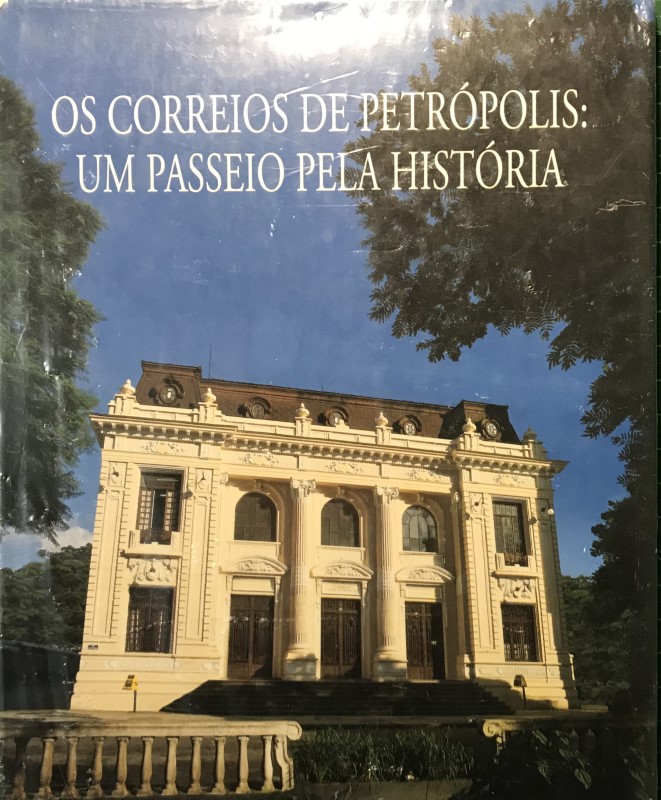 OS CORREIOS DE PETRÓPOLIS:
UM PASSEIO PELA HISTÓRIA